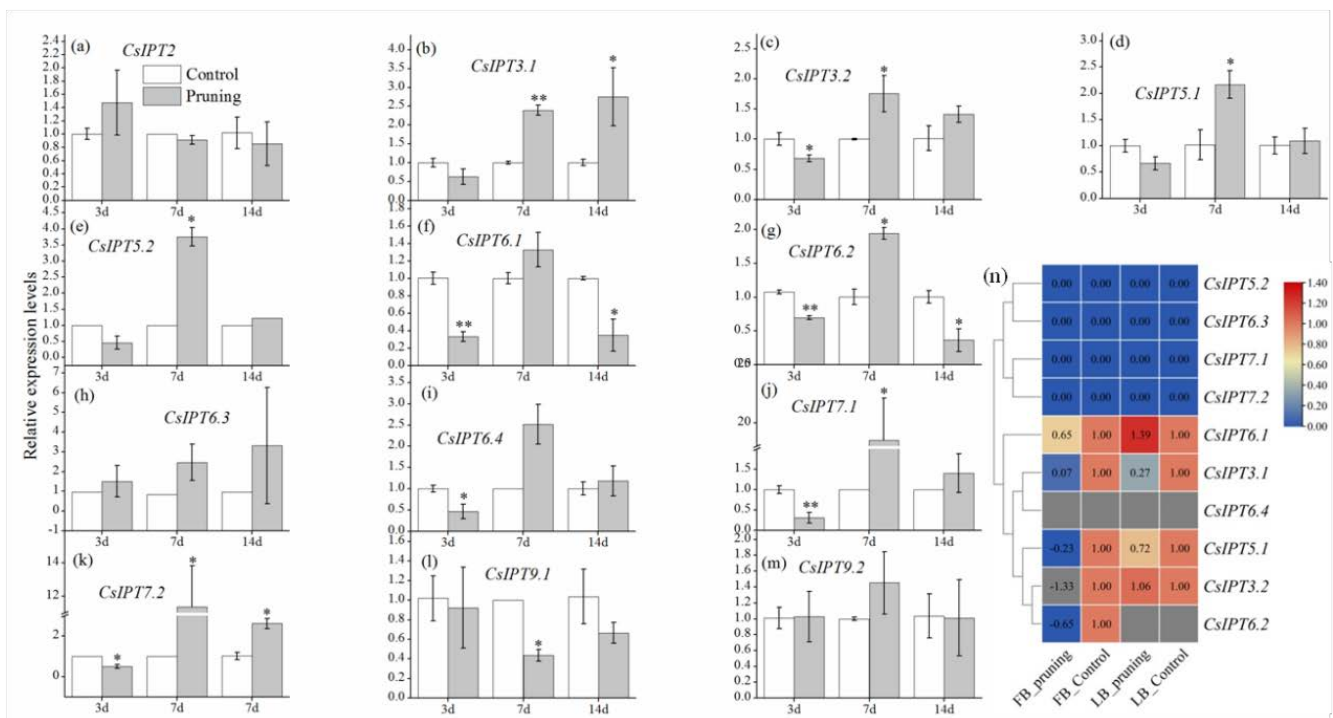 Relative expression levels
(a)
CsIPT2
Control
Pruning
2.4
2.2
2.0
1.8
1.6
1.4
1.2
1.0
0.8
0.6
0.4
0.2
0.0
3d 7d 14d
(b)
CsIPT3.1
4.0
3.5
3.0
2.5
2.0
1.5
1.0
0.5
0.0
** *
3d 7d 14d
(c)
CsIPT3.2
2.5
2.0
1.5
1.0
0.5
0.0
* *
3d 7d 14d
(d)
CsIPT5.1
3.0
2.5
2.0
1.5
1.0
0.5
0.0
*
3d 7d 14d
(e)
CsIPT5.2
4.5
4.0
3.5
3.0
2.5
2.0
1.5
1.0
0.5
0.0
*
3d 7d 14d
(f)
CsIPT6.1
1.8
1.6
1.4
1.2
1.0
0.8
0.6
0.4
0.2
0.0
** *
3d 7d 14d
(g)
CsIPT6.2
2.0
1.5
1.0
0.5
** * *
3d 7d 14d
(h)
CsIPT6.3
7
6
5
4
3
2
1
0
-1
3d 7d 14d
(i)
CsIPT6.4
3.5
3.0
2.5
2.0
1.5
1.0
0.5
0.0
*
3d 7d 14d
(j)
CsIPT7.1
20
1.5
1.0
0.5
0.0
** *
3d 7d 14d
(k)
CsIPT7.2
14
12
2
0
* * *
3d 7d 7d
(l)
CsIPT9.1
1.4
1.2
1.0
0.8
0.6
0.4
0.2
0.0
*
3d 7d 14d
(m)
CsIPT9.2
2.0
1.8
1.6
1.4
1.2
1.0
0.8
0.6
0.4
0.2
0.0
3d 7d 14d
(n)
0.00 0.00 0.00 0.00 CsIPT5.2
0.00 0.00 0.00 0.00 CsIPT6.3
0.00 0.00 0.00 0.00 CsIPT7.1
0.00 0.00 0.00 0.00 CsIPT7.2
0.65 1.00 1.39 1.00 CsIPT6.1
0.07 1.00 0.27 1.00 CsIPT3.1
CsIPT6.4
-0.23 1.00 0.72 1.00 CsIPT5.1
-1.33 1.00 1.06 1.00 CsIPT3.2
-0.65 1.00 CsIPT6.2
FB_pruning
FB_Control
LB_pruning
LB_Control
1.40
1.20
1.00
0.80
0.60
0.40
0.20
0.00